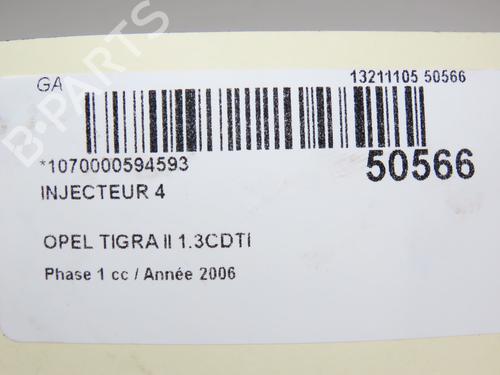 B-PARTS
GA
13211105 50566
*1070000594593
50566
INJECTEUR 4
OPEL TIGRA II 1.3CDTI
Phase 1 cc / Année 2006